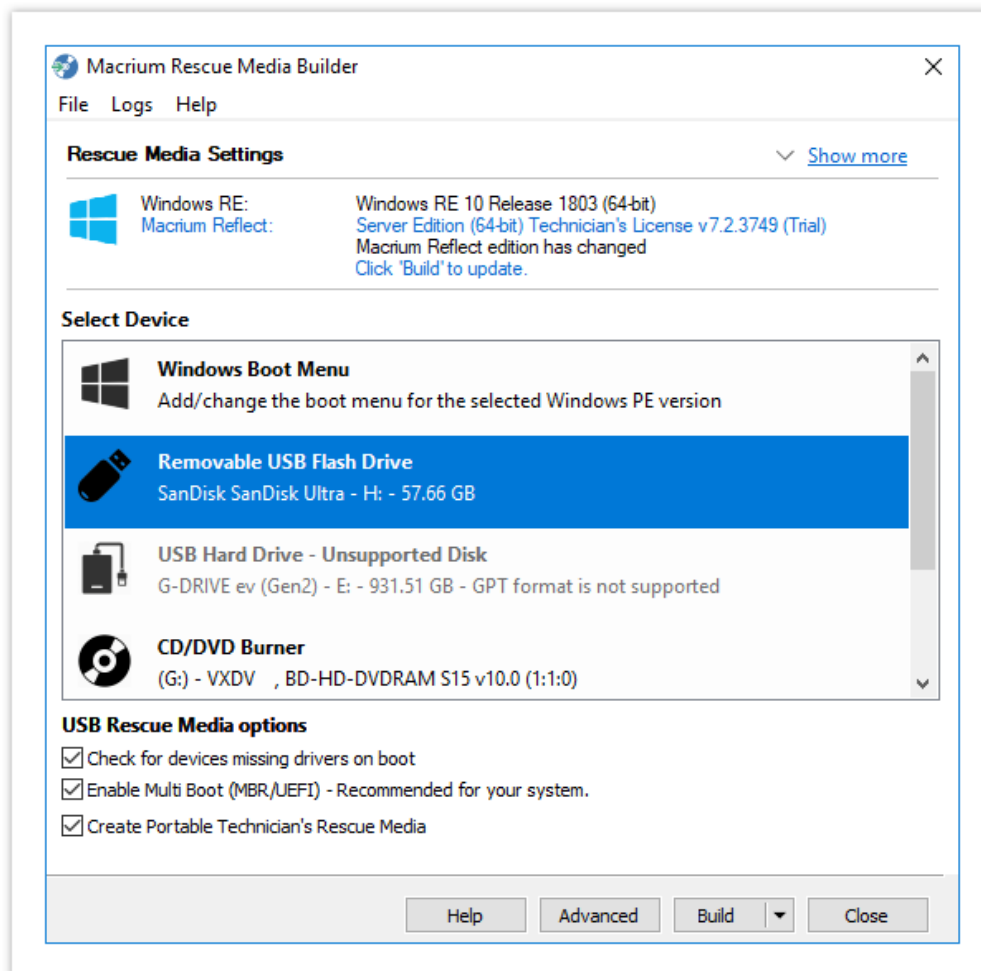 Macrium Rescue Media Builder
File Logs Help
Rescue Media Settings Show more
Windows RE: Windows RE 10 Release 1803 (64-bit)
Macrium Reflect: Server Edition (64-bit) Technician's License v7.2.3749 (Trial)
Macrium Reflect edition has changed
Click 'Build' to update.
Select Device
Windows Boot Menu
Add/change the boot menu for the selected Windows PE version
Removable USB Flash Drive
SanDisk SanDisk Ultra - H: - 57.66 GB
USB Hard Drive - Unsupported Disk
G-DRIVE ev (Gen2) - E: - 931.51 GB - GPT format is not supported
CD/DVD Burner
(G:) - VXDV , BD-HD-DVDRAM S15 v10.0 (1:1:0)
USB Rescue Media options
Check for devices missing drivers on boot
Enable Multi Boot (MBR/UEFI) - Recommended for your system.
Create Portable Technician's Rescue Media
Help Advanced Build Close